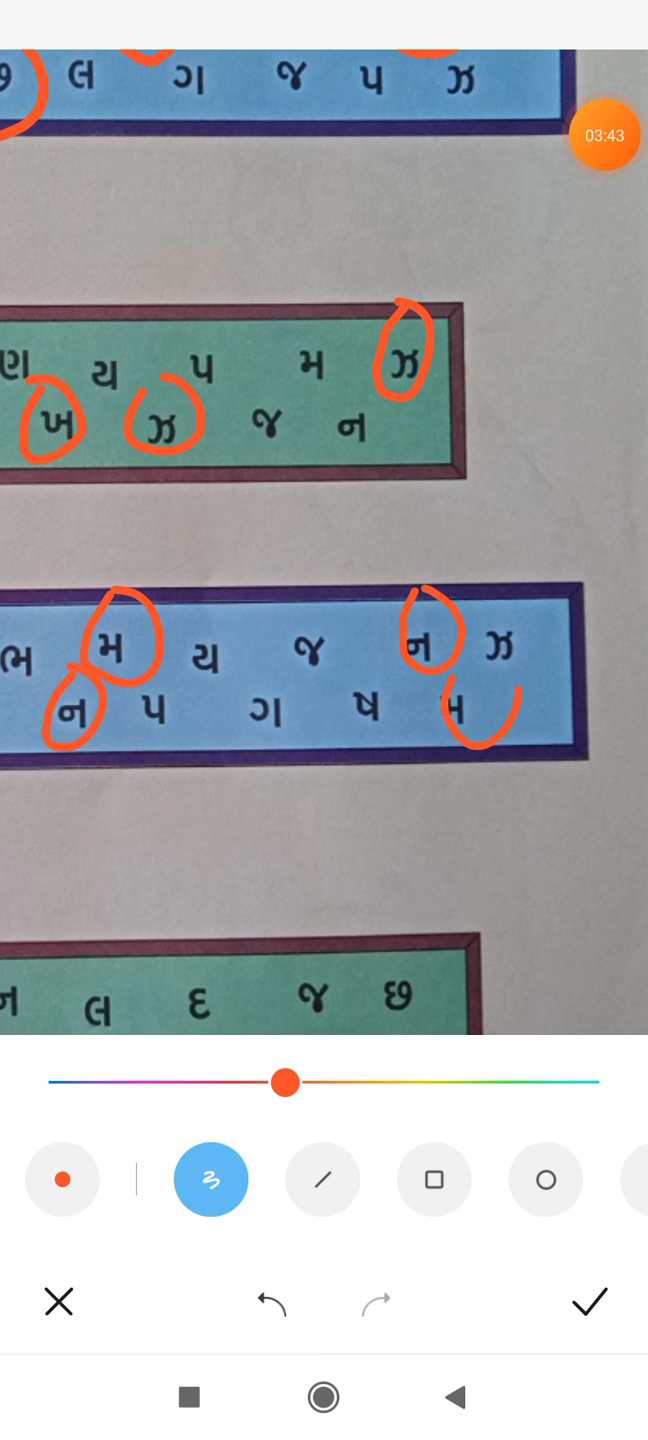 છ લ ગ જ પ ઝ
03:43
ણ ય પ મ ઝ
ખ ઝ જ ન
ભ મ ય જ ન ઝ
ન પ ગ ષ મ
ન લ દ જ છ